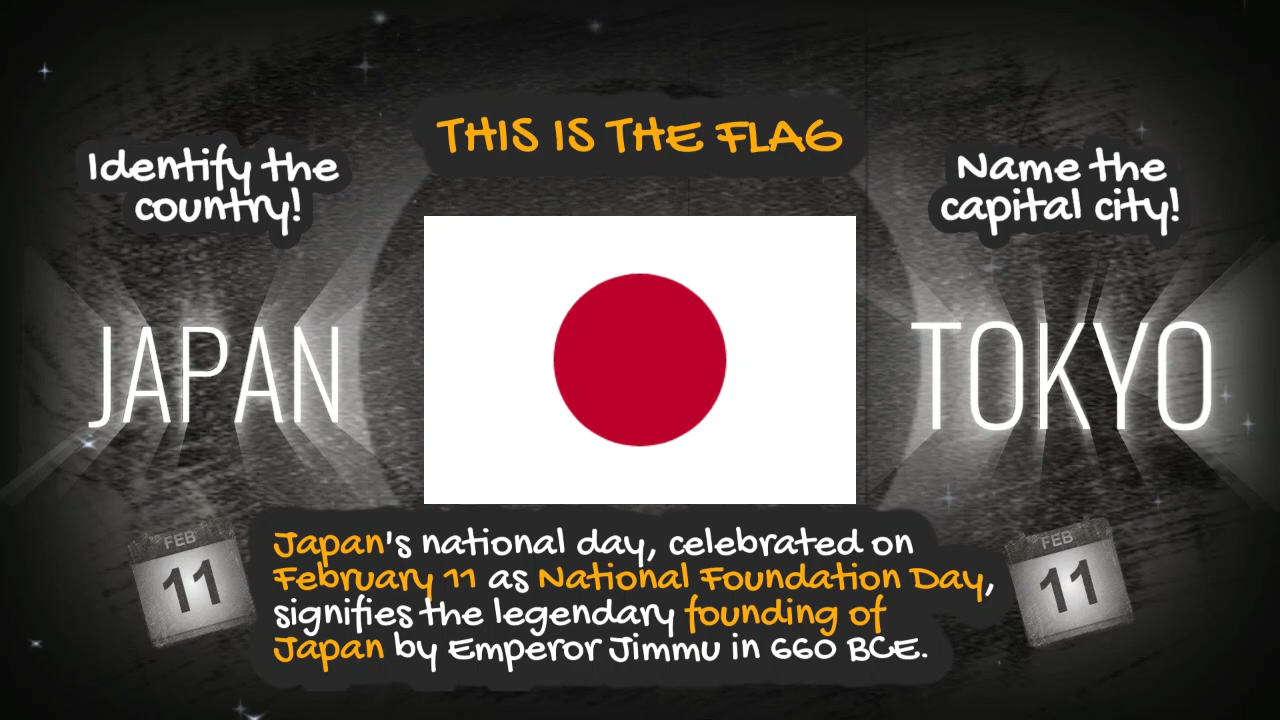 THIS IS THE FLAG
Identify the
country!
Name the
capital city!
JAPAN
TOKYO
FEB
11
Japan's national day, celebrated on
February 11 as National Foundation Day,
signifies the legendary founding of
Japan by Emperor Jimmu in 660 BCE.
FEB
11